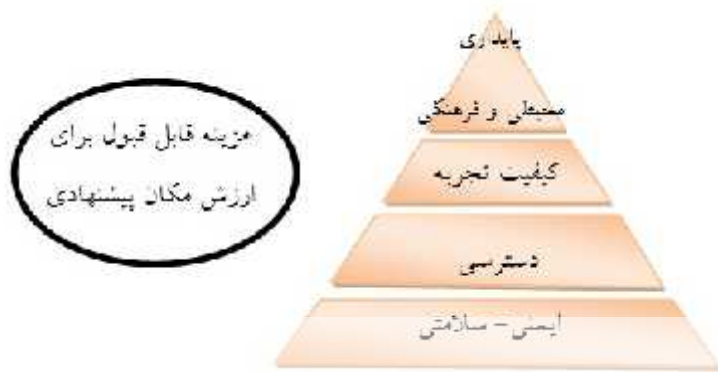 پایداری
محیطی و فرهنگی
کیفیت تجربه
دسترسی
ایمنی - سلامتی
هزینه قابل قبول برای
ارزش مکان پیشنهادی